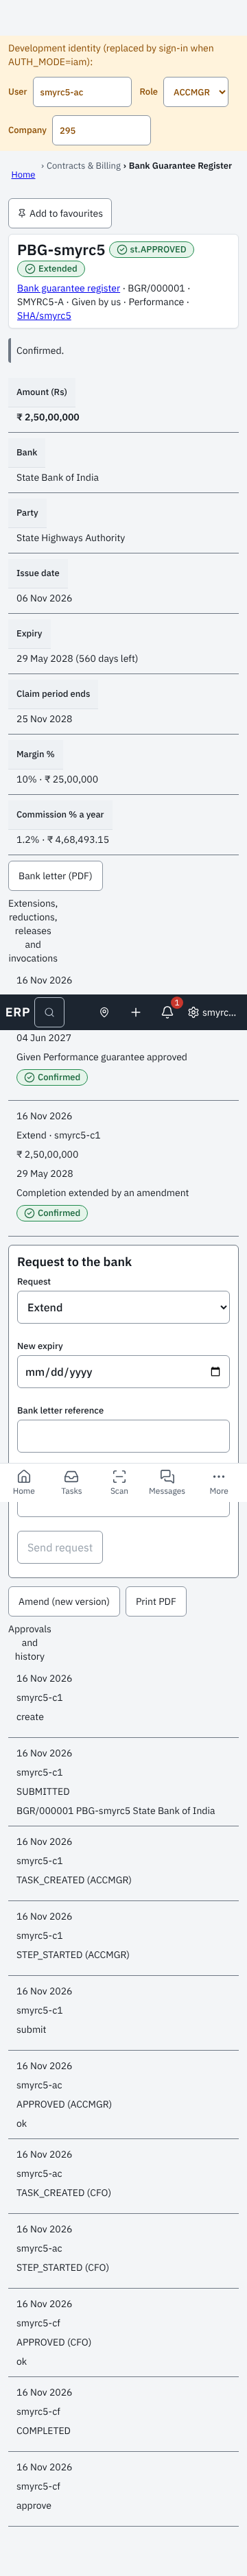 Development identity (replaced by sign-in when
AUTH_MODE=iam):
User smyrc5-ac Role ACCMGR
Company 295
Home › Contracts & Billing › Bank Guarantee Register
Add to favourites
PBG-smyrc5 st.APPROVED
Extended
Bank guarantee register · BGR/000001 ·
SMYRC5-A · Given by us · Performance ·
SHA/smyrc5
Confirmed.
Amount (Rs)
₹ 2,50,00,000
Bank
State Bank of India
Party
State Highways Authority
Issue date
06 Nov 2026
Expiry
29 May 2028 (560 days left)
Claim period ends
25 Nov 2028
Margin %
10% · ₹ 25,00,000
Commission % a year
1.2% · ₹ 4,68,493.15
Bank letter (PDF)
Extensions,
reductions,
releases
and
invocations
16 Nov 2026
ERP 1 smyrc...
04 Jun 2027
Given Performance guarantee approved
Confirmed
16 Nov 2026
Extend · smyrc5-c1
₹ 2,50,00,000
29 May 2028
Completion extended by an amendment
Confirmed
Request to the bank
Request
Extend
New expiry
mm/dd/yyyy
Bank letter reference
Home Tasks Scan Messages More
Send request
Amend (new version) Print PDF
Approvals
and
history
16 Nov 2026
smyrc5-c1
create
16 Nov 2026
smyrc5-c1
SUBMITTED
BGR/000001 PBG-smyrc5 State Bank of India
16 Nov 2026
smyrc5-c1
TASK_CREATED (ACCMGR)
16 Nov 2026
smyrc5-c1
STEP_STARTED (ACCMGR)
16 Nov 2026
smyrc5-c1
submit
16 Nov 2026
smyrc5-ac
APPROVED (ACCMGR)
ok
16 Nov 2026
smyrc5-ac
TASK_CREATED (CFO)
16 Nov 2026
smyrc5-ac
STEP_STARTED (CFO)
16 Nov 2026
smyrc5-cf
APPROVED (CFO)
ok
16 Nov 2026
smyrc5-cf
COMPLETED
16 Nov 2026
smyrc5-cf
approve